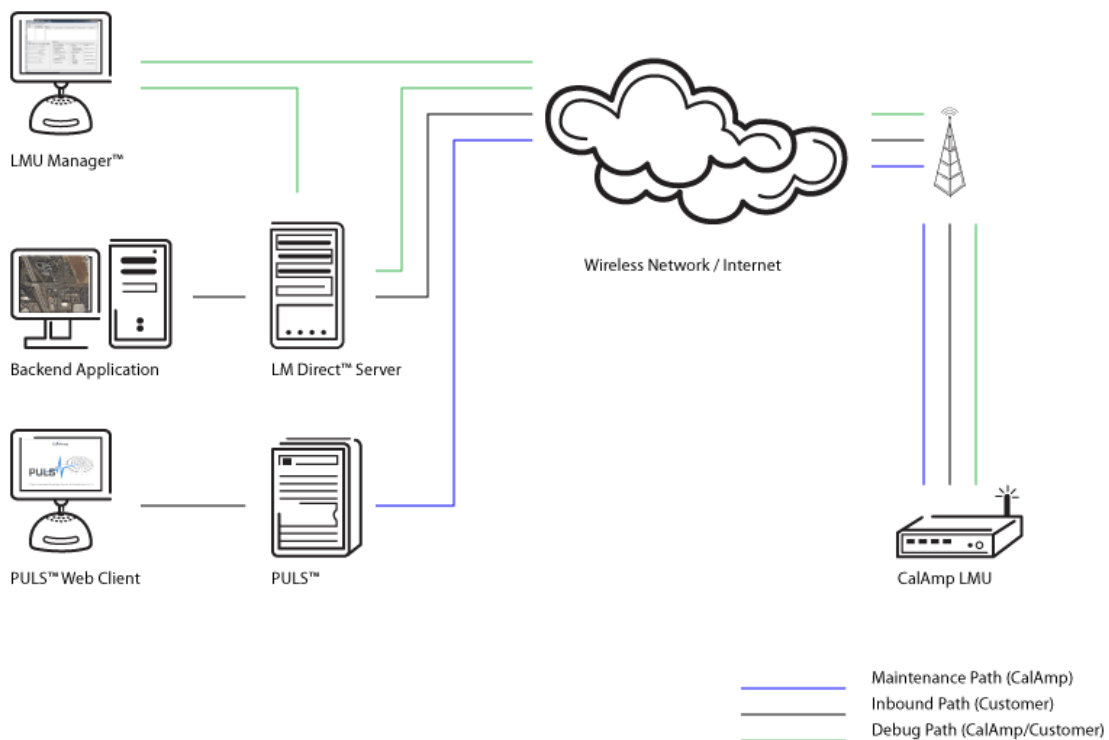 LMU Manager™
Wireless Network / Internet
Backend Application
LM Direct™ Server
PULS
PULS™ Web Client
PULS™
CalAmp LMU
Maintenance Path (CalAmp)
Inbound Path (Customer)
Debug Path (CalAmp/Customer)